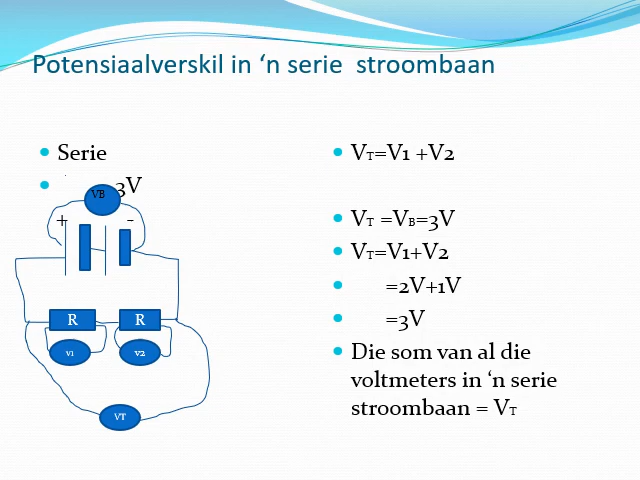 Potensiaalverskil in ‘n serie stroombaan
Serie
3V
VB
+ -
R R
V1 V2
VT
VT=V1 +V2
VT =VB=3V
VT=V1+V2
=2V+1V
=3V
Die som van al die
voltmeters in ‘n serie
stroombaan = VT